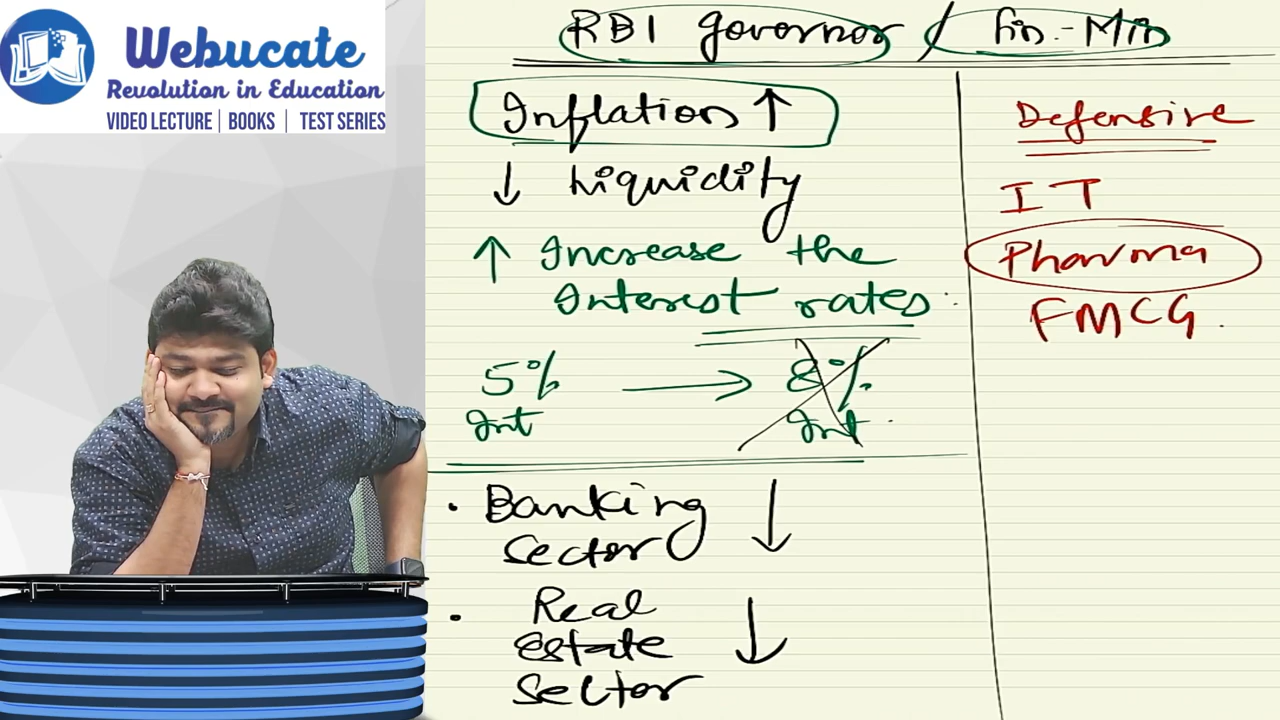 Webucate
Revolution in Education
VIDEO LECTURE | BOOKS | TEST SERIES
RBI governor / Fin.-Min
Inflation ↑
↓ Liquidity
↑ Increase the
Interest rates.
5% → 8%
Int Int.
• Banking ↓
Sector
• Real ↓
estate
Sector
Defensive
IT
Pharma
FMCG.